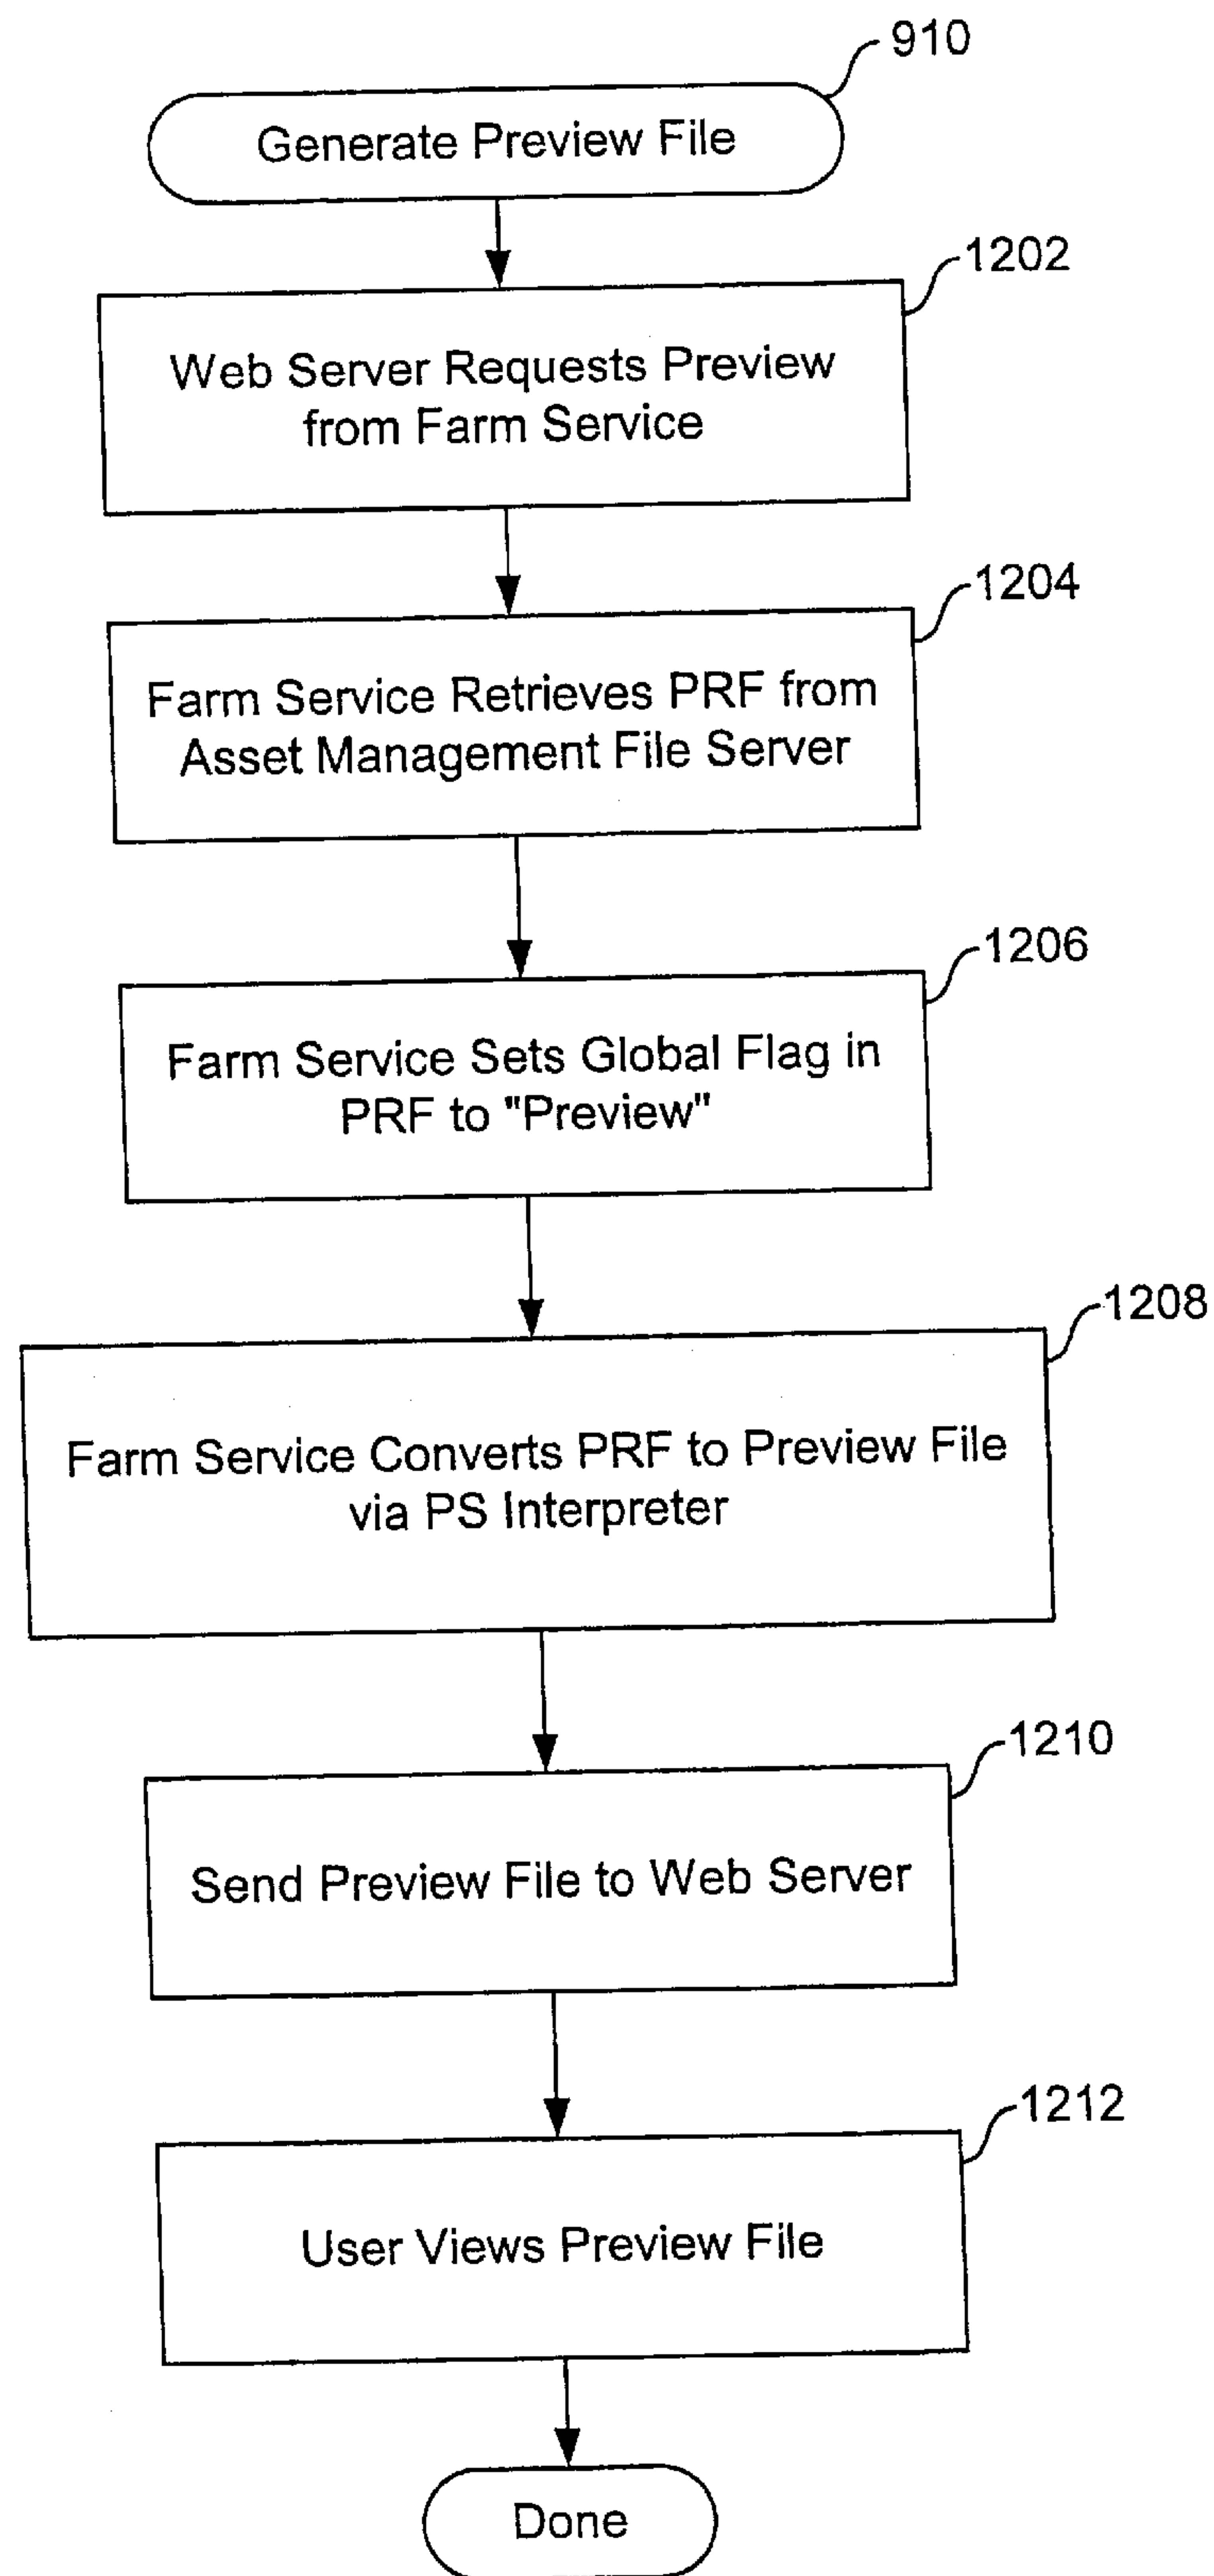 910
Generate Preview File
1202
Web Server Requests Preview
from Farm Service
1204
Farm Service Retrieves PRF from
Asset Management File Server
1206
Farm Service Sets Global Flag in
PRF to "Preview"
1208
Farm Service Converts PRF to Preview File
via PS Interpreter
1210
Send Preview File to Web Server
1212
User Views Preview File
Done